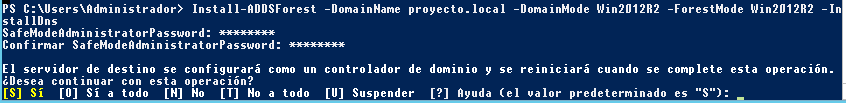 PS C:\Users\Administrador> Install-ADDSForest -DomainName proyecto.local -DomainMode Win2012R2 -ForestMode Win2012R2 -In
stallDns
SafeModeAdministratorPassword: ********
Confirmar SafeModeAdministratorPassword: ********
El servidor de destino se configurará como un controlador de dominio y se reiniciará cuando se complete esta operación.
¿Desea continuar con esta operación?
[S] Sí  [O] Sí a todo  [N] No  [T] No a todo  [U] Suspender  [?] Ayuda (el valor predeterminado es "S"): _